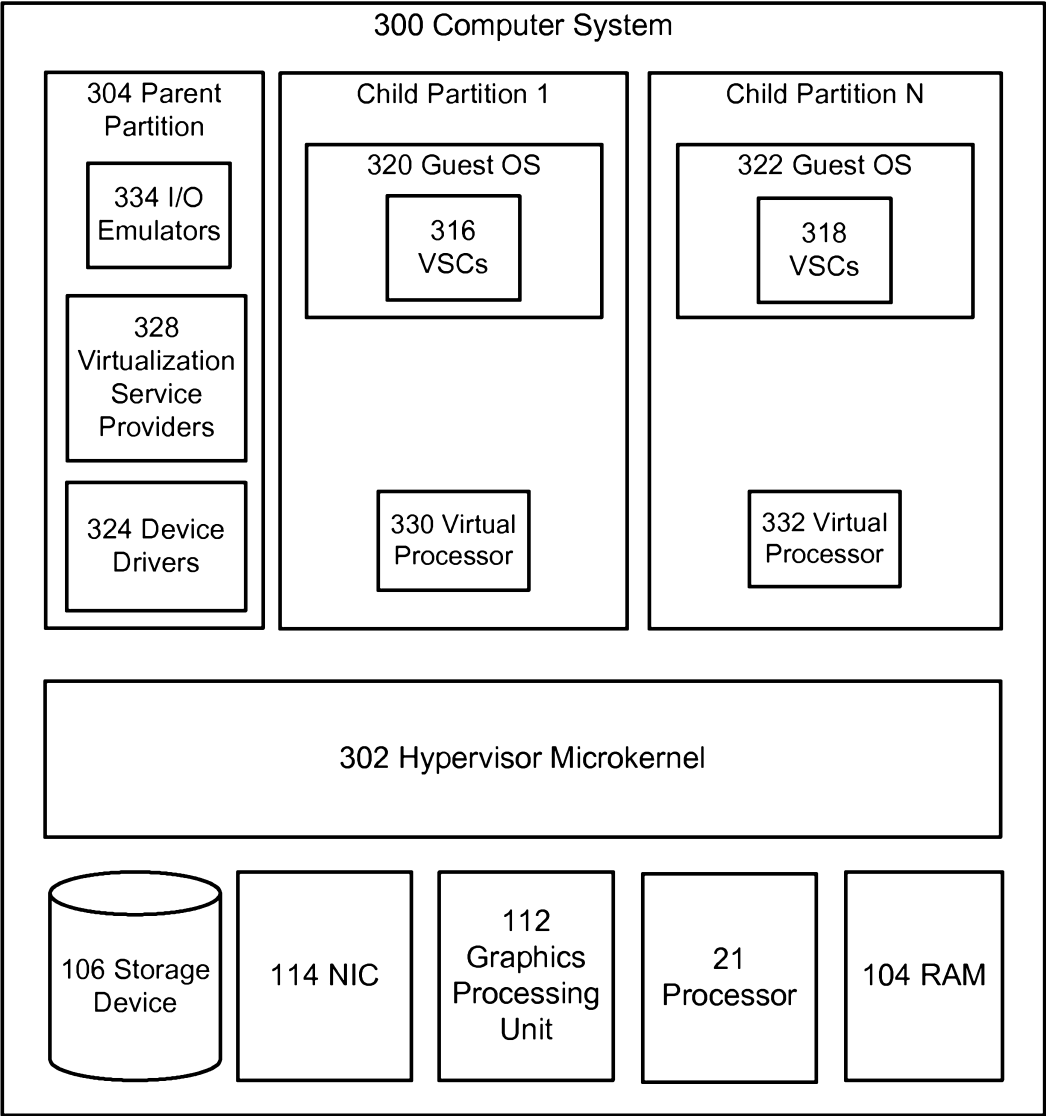 300 Computer System
304 Parent
Partition
334 I/O
Emulators
328
Virtualization
Service
Providers
324 Device
Drivers
Child Partition 1
320 Guest OS
316
VSCs
330 Virtual
Processor
Child Partition N
322 Guest OS
318
VSCs
332 Virtual
Processor
302 Hypervisor Microkernel
106 Storage
Device
114 NIC
112
Graphics
Processing
Unit
21
Processor
104 RAM